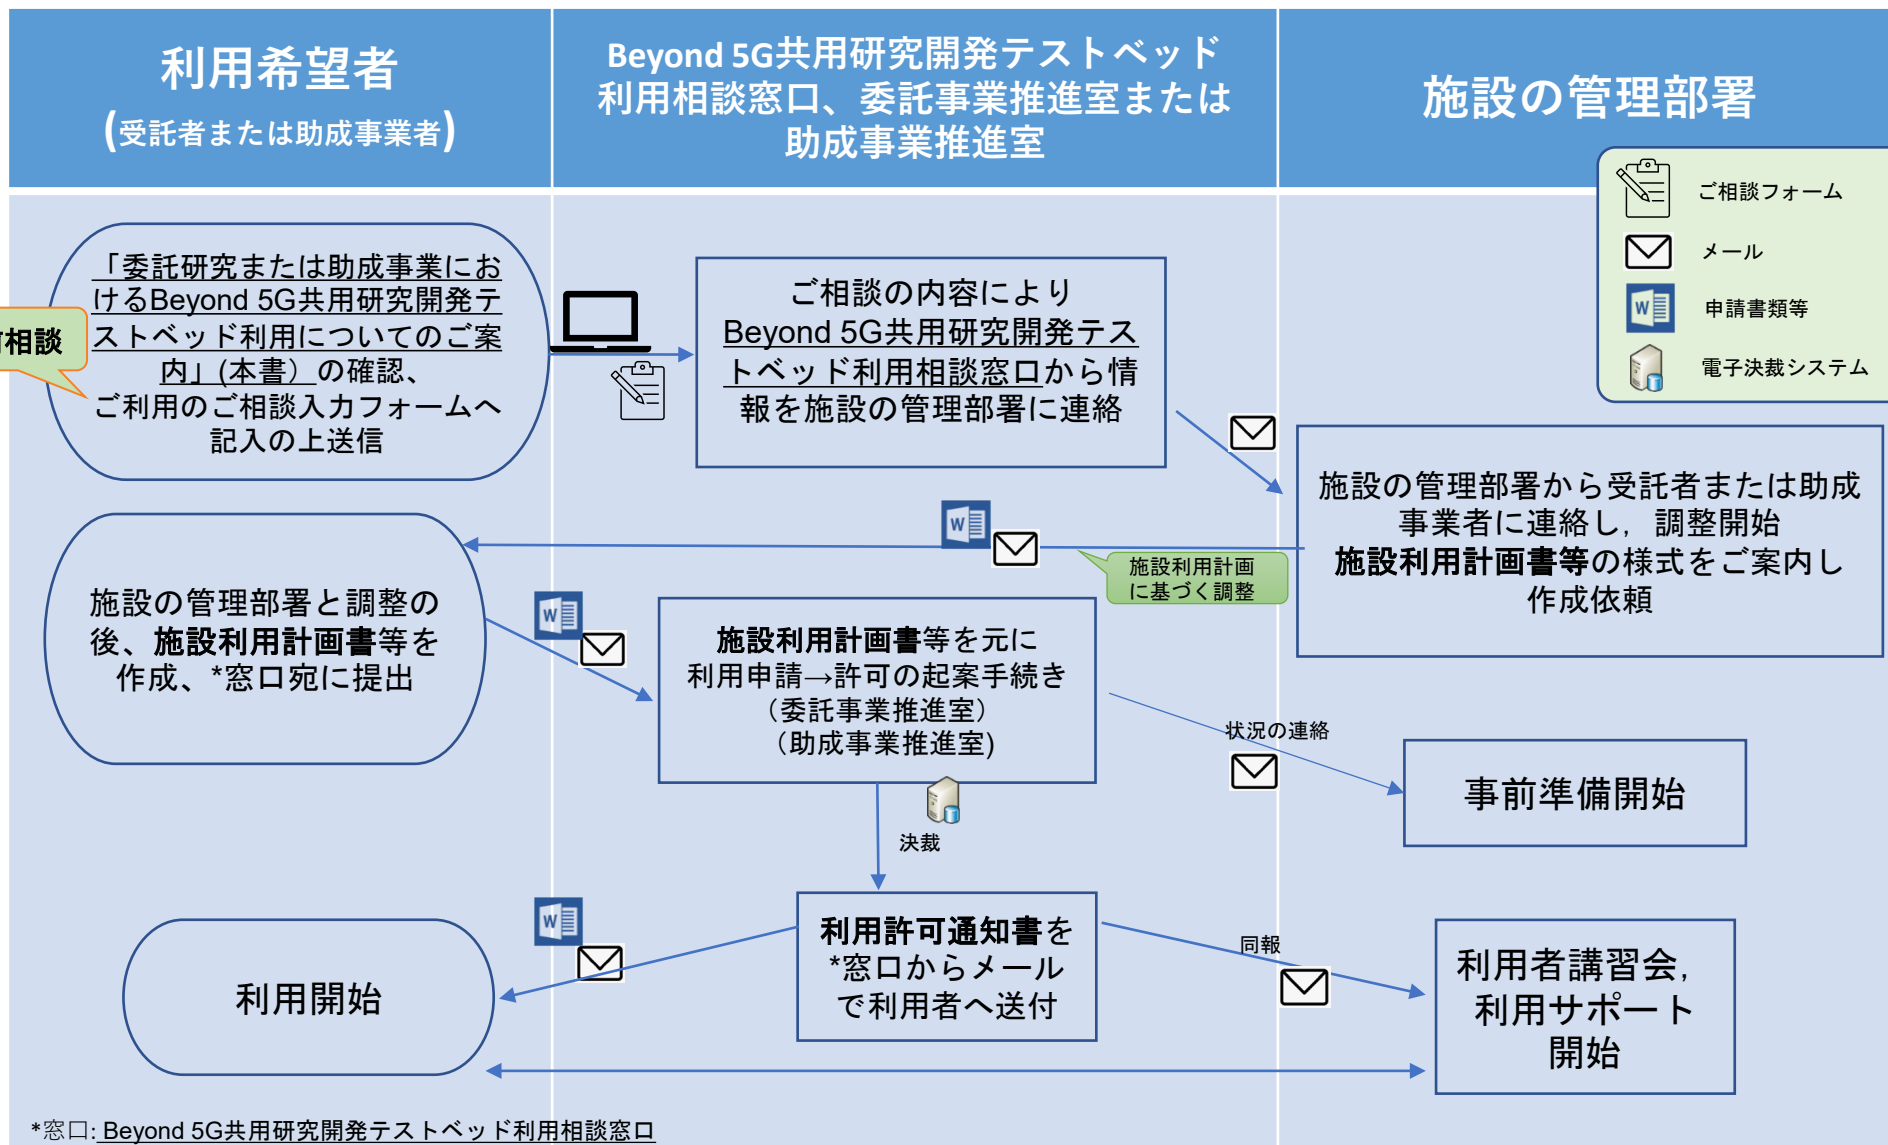 利用希望者
(受託者または助成事業者)
Beyond 5G共用研究開発テストベッド
利用相談窓口、委託事業推進室または
助成事業推進室
施設の管理部署
ご相談フォーム
メール
申請書類等
電子決裁システム
相談
「委託研究または助成事業にお
けるBeyond 5G共用研究開発テ
ストベッド利用についてのご案
内」(本書）の確認、
ご利用のご相談入力フォームへ
記入の上送信
ご相談の内容により
Beyond 5G共用研究開発テス
トベッド利用相談窓口から情
報を施設の管理部署に連絡
施設の管理部署から受託者または助成
事業者に連絡し，調整開始
施設利用計画書等の様式をご案内し
作成依頼
施設利用計画
に基づく調整
施設の管理部署と調整の
後、施設利用計画書等を
作成、*窓口宛に提出
施設利用計画書等を元に
利用申請→許可の起案手続き
（委託事業推進室）
（助成事業推進室)
状況の連絡
事前準備開始
決裁
利用許可通知書を
*窓口からメール
で利用者へ送付
同報
利用開始
利用者講習会，
利用サポート
開始
*窓口: Beyond 5G共用研究開発テストベッド利用相談窓口